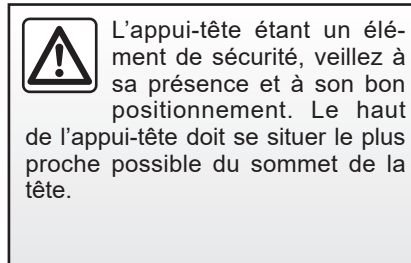 L'appui-tête étant un élé-
ment de sécurité, veillez à
sa présence et à son bon
positionnement. Le haut
de l'appui-tête doit se situer le plus
proche possible du sommet de la
tête.